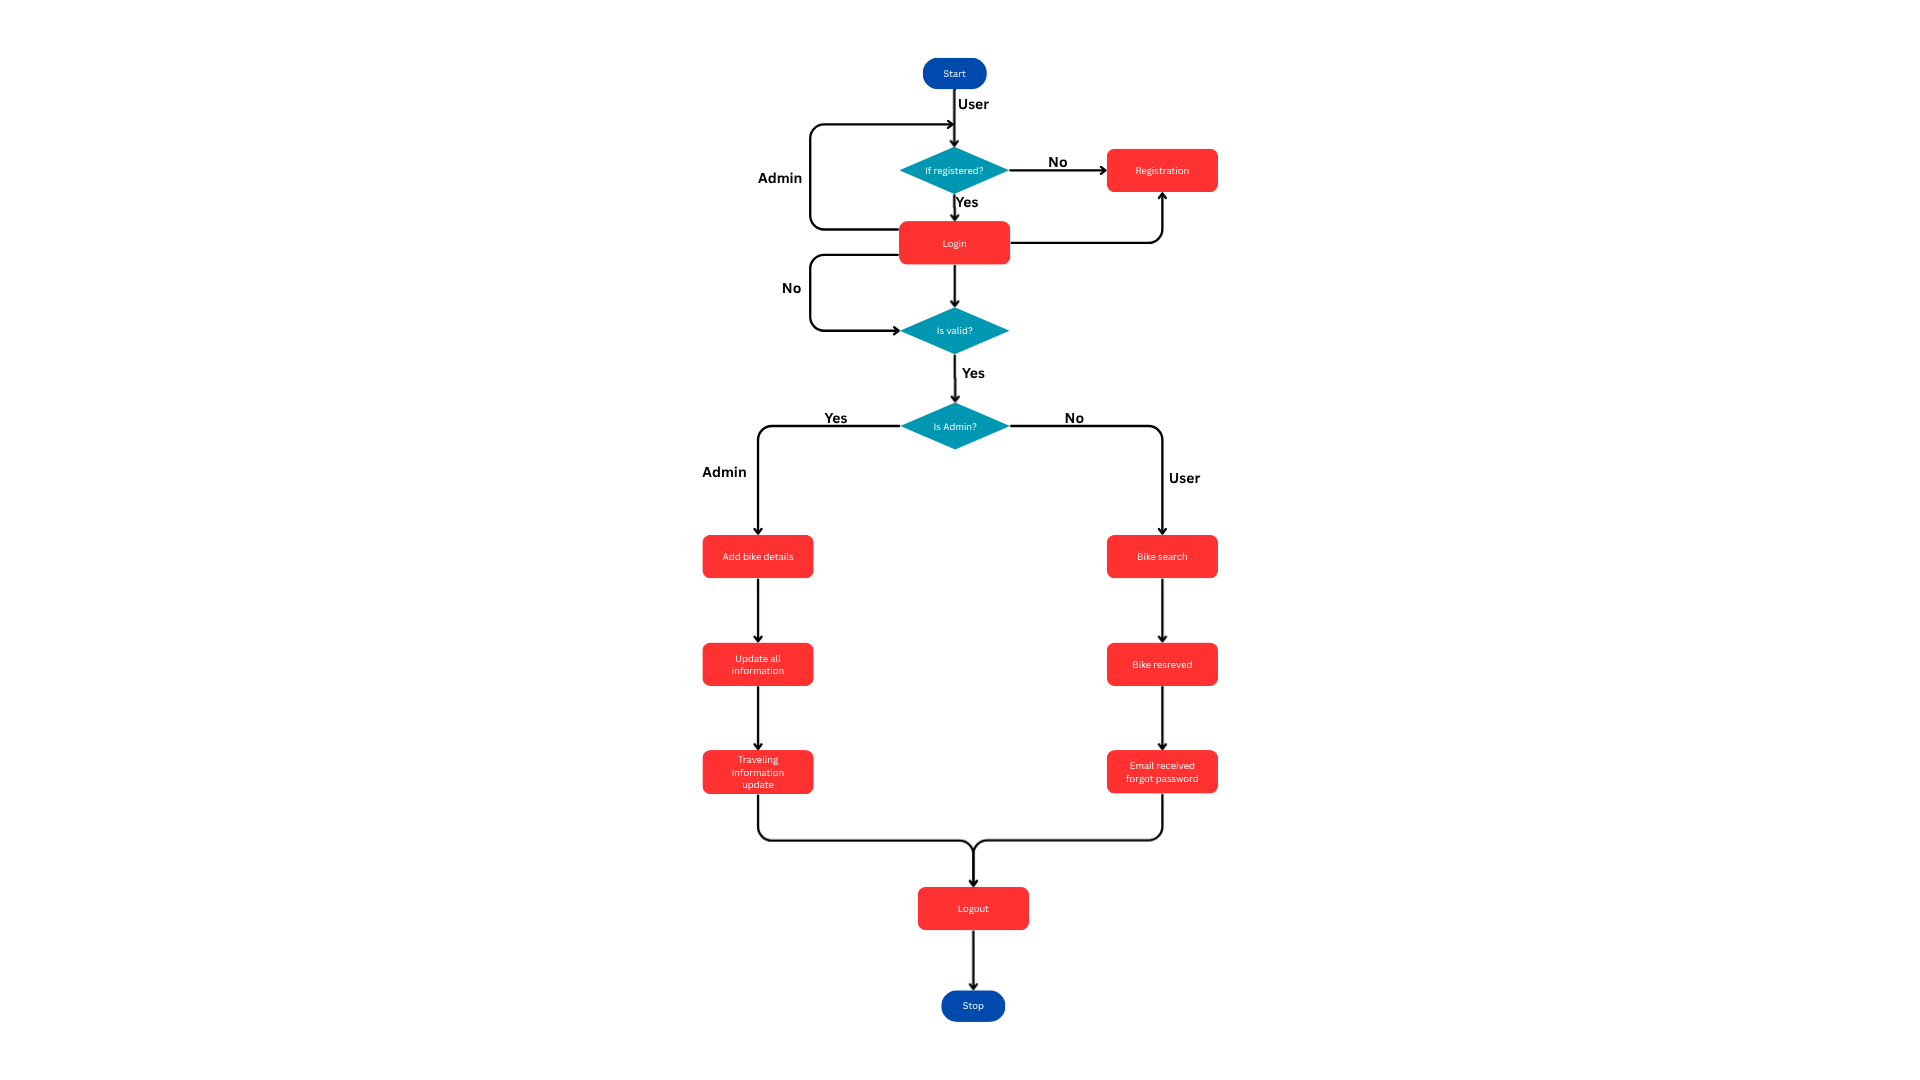 Start
User
Admin
If registered?
No
Registration
Yes
Login
No
Is valid?
Yes
Yes
Is Admin?
No
Admin
User
Add bike details
Bike search
Update all
information
Bike resreved
Traveling
information
update
Email received
forgot password
Logout
Stop